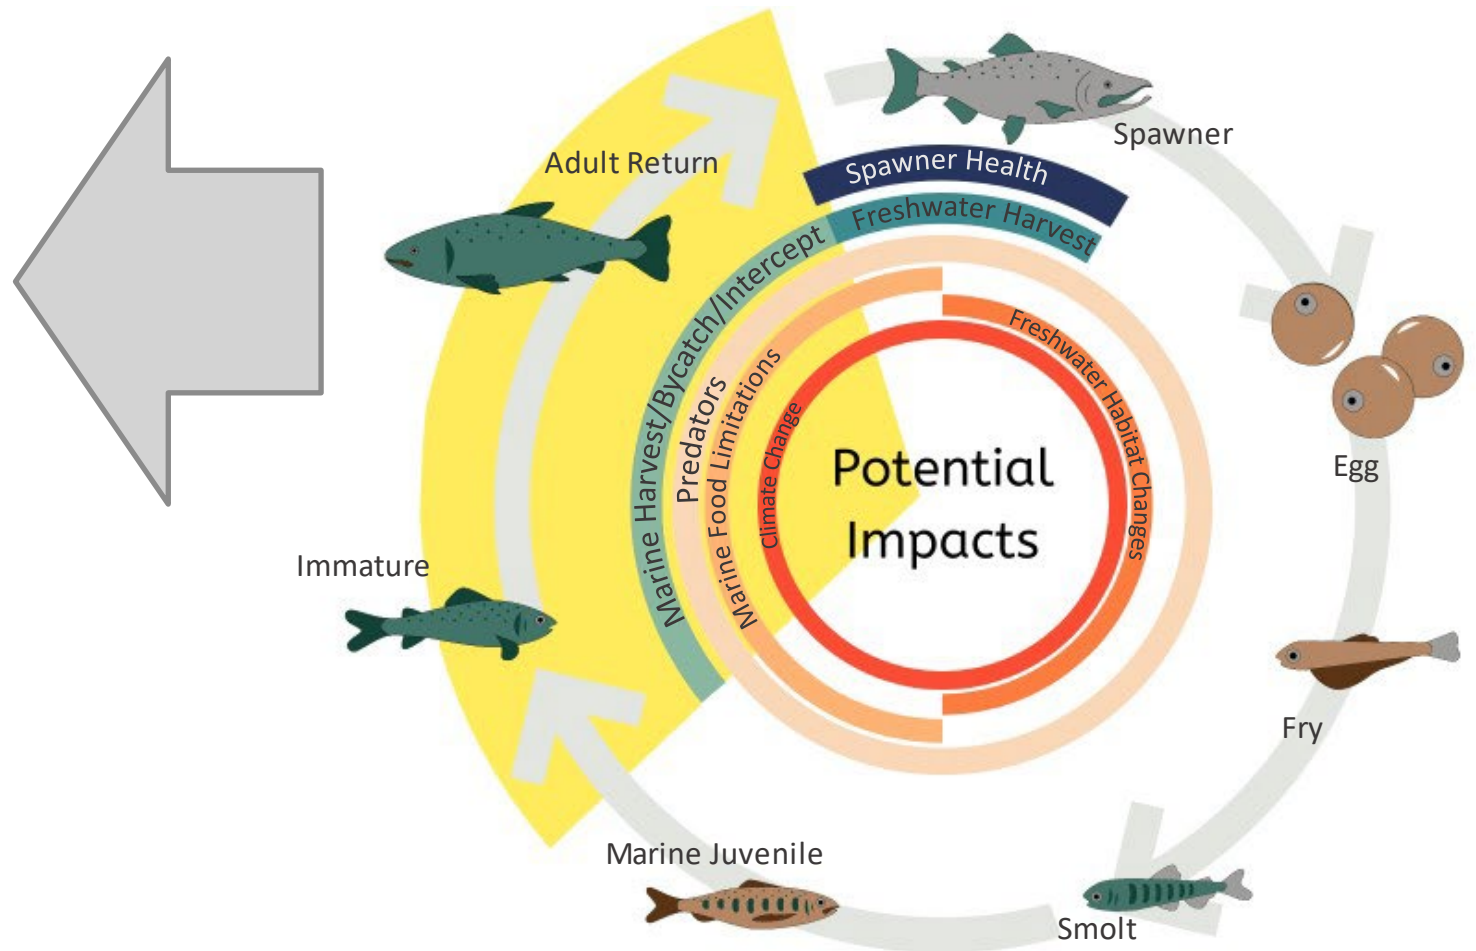 Spawner
Adult Return
Spawner Health
Freshwater Harvest
Marine Harvest/Bycatch/Intercept
Predators
Marine Food Limitations
Climate Change
Freshwater Habitat Changes
Potential
Impacts
Egg
Immature
Fry
Marine Juvenile
Smolt